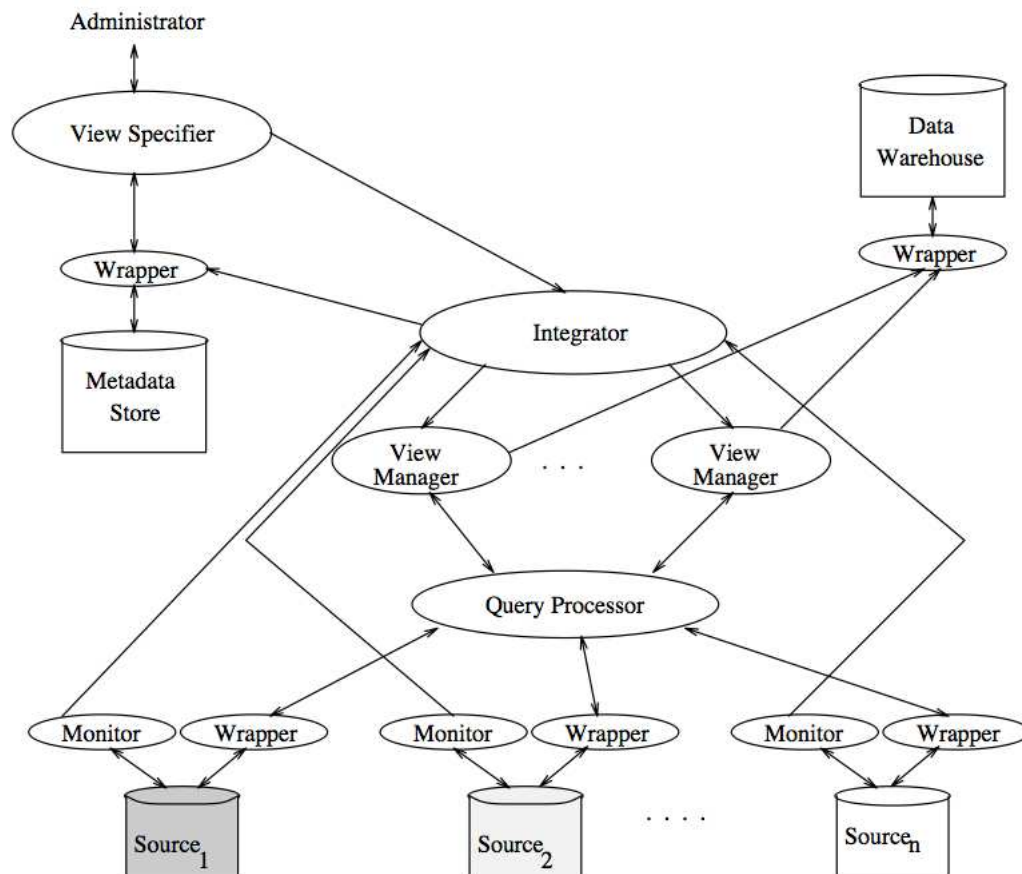 Administrator
View Specifier
Data
Warehouse
Wrapper
Wrapper
Integrator
Metadata
Store
View
Manager
. . .
View
Manager
Query Processor
Monitor
Wrapper
Monitor
Wrapper
Monitor
Wrapper
Source1
Source2
. . . .
Sourcen